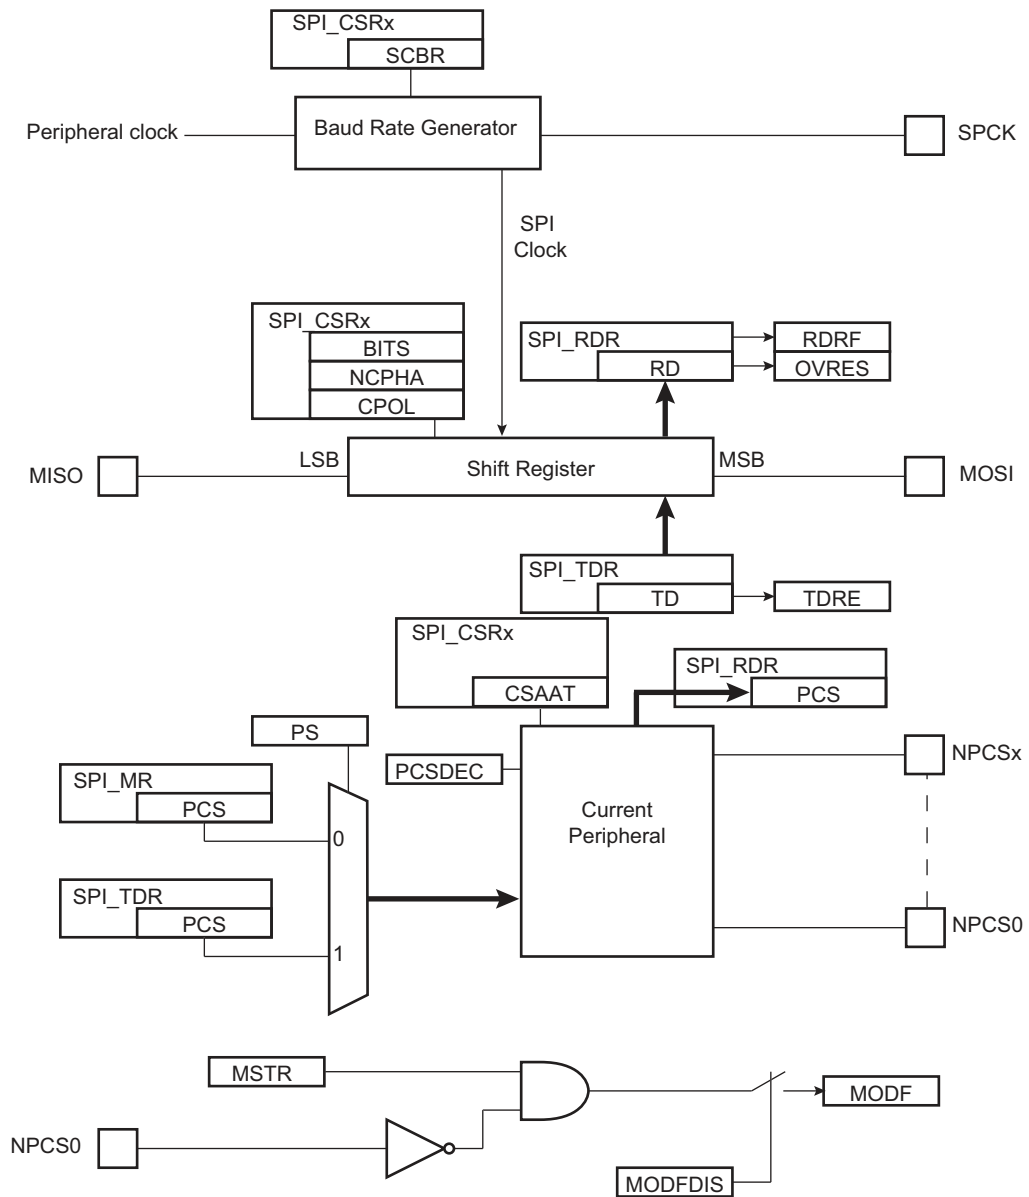 SPI_CSRx
SCBR
Peripheral clock
Baud Rate Generator
SPCK
SPI
Clock
SPI_CSRx
BITS
NCPHA
CPOL
SPI_RDR
RD
RDRF
OVRES
MISO
LSB
Shift Register
MSB
MOSI
SPI_TDR
TD
TDRE
SPI_CSRx
CSAAT
SPI_RDR
PCS
PS
PCSDEC
NPCSx
SPI_MR
PCS
0
Current
Peripheral
SPI_TDR
PCS
1
NPCS0
MSTR
MODF
NPCS0
MODFDIS